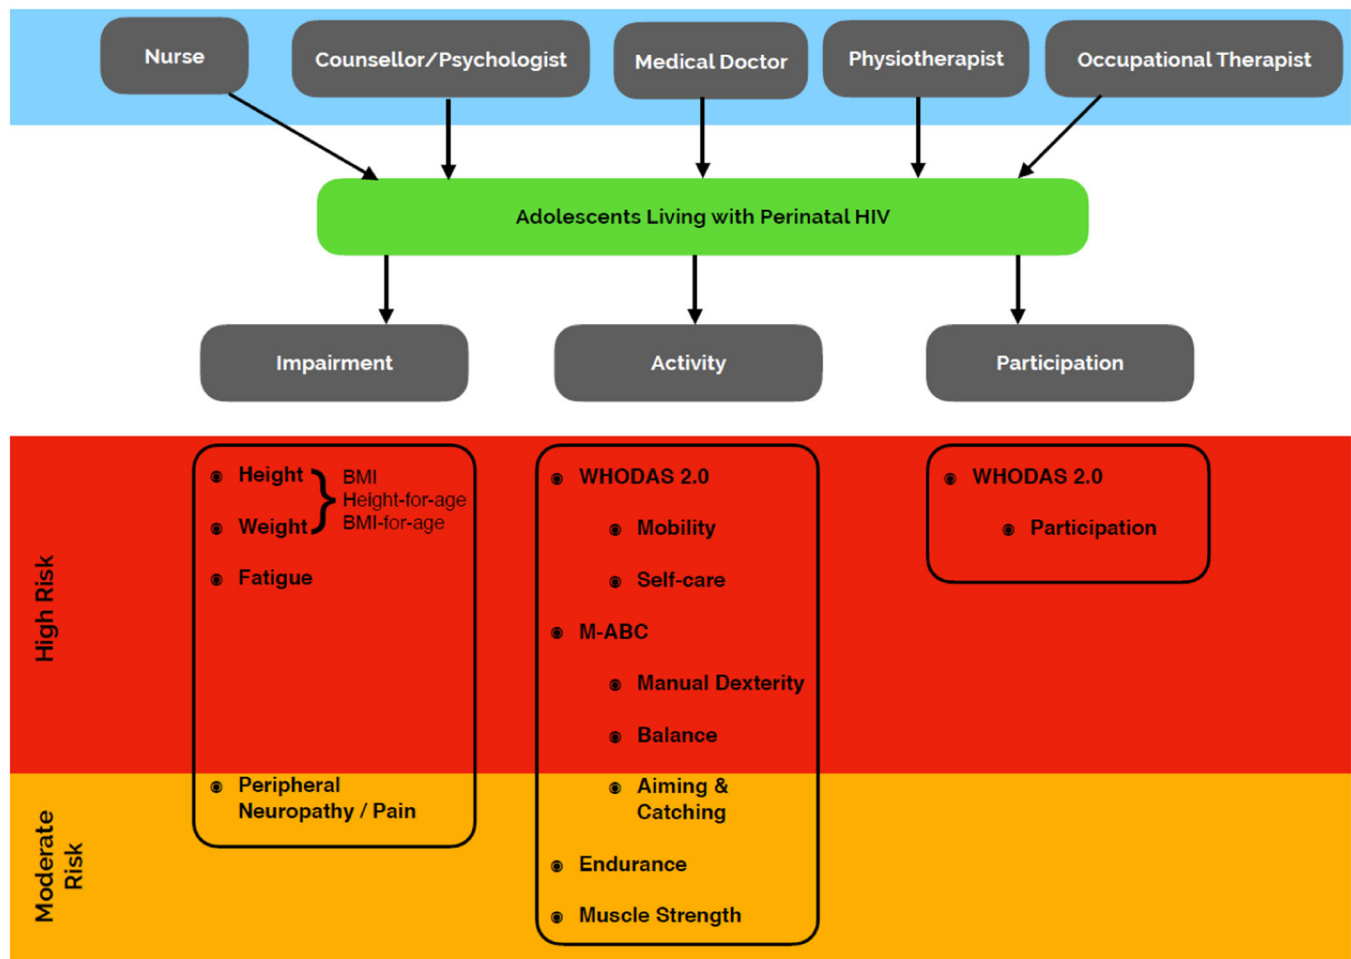 Nurse
Counsellor/Psychologist
Medical Doctor
Physiotherapist
Occupational Therapist
Adolescents Living with Perinatal HIV
Impairment
Activity
Participation
High Risk
Height
Weight
BMI
Height-for-age
BMI-for-age
Fatigue
Peripheral
Neuropathy / Pain
WHODAS 2.0
Mobility
Self-care
M-ABC
Manual Dexterity
Balance
Aiming &
Catching
Endurance
Muscle Strength
WHODAS 2.0
Participation
Moderate
Risk